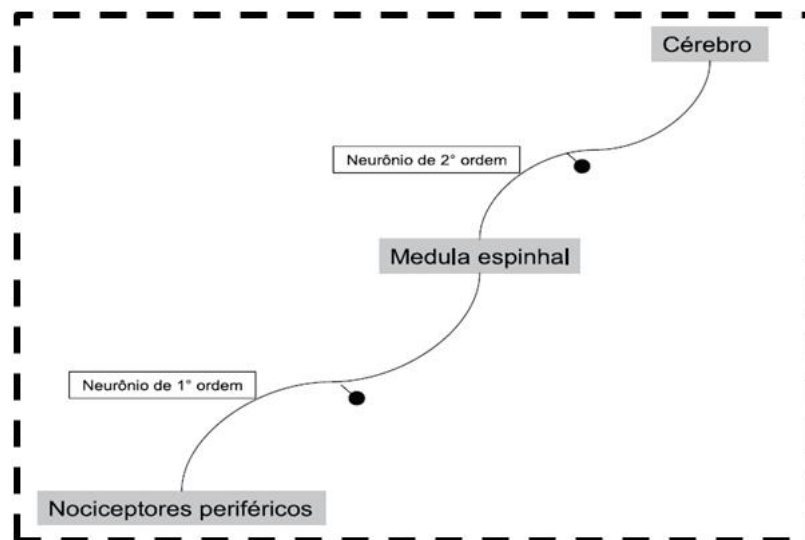 Cérebro
Neurônio de 2° ordem
Medula espinhal
Neurônio de 1° ordem
Nociceptores periféricos